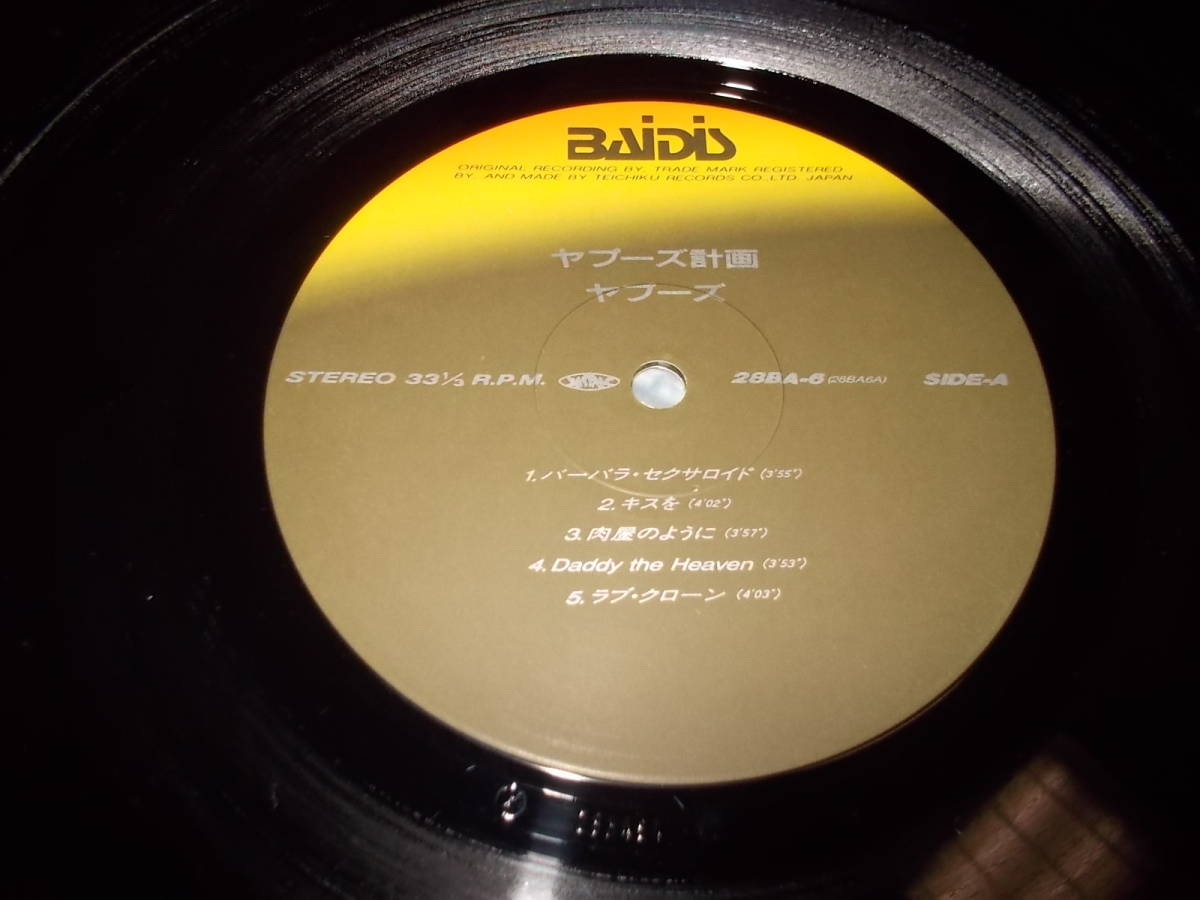 BAIDIS
ORIGINAL RECORDING BY, TRADE MARK REGISTERED
BY, AND MADE BY TEICHIKU RECORDS CO., LTD. JAPAN
ヤプーズ計画
ヤプーズ
STEREO 33 1/3 R.P.M. 28BA-6 (28BA6A) SIDE-A
1. バーバラ・セクサロイド (3'55")
2. キスを (4'02")
3. 肉屋のように (3'57")
4. Daddy the Heaven (3'53")
5. ラブ・クローン (4'03")